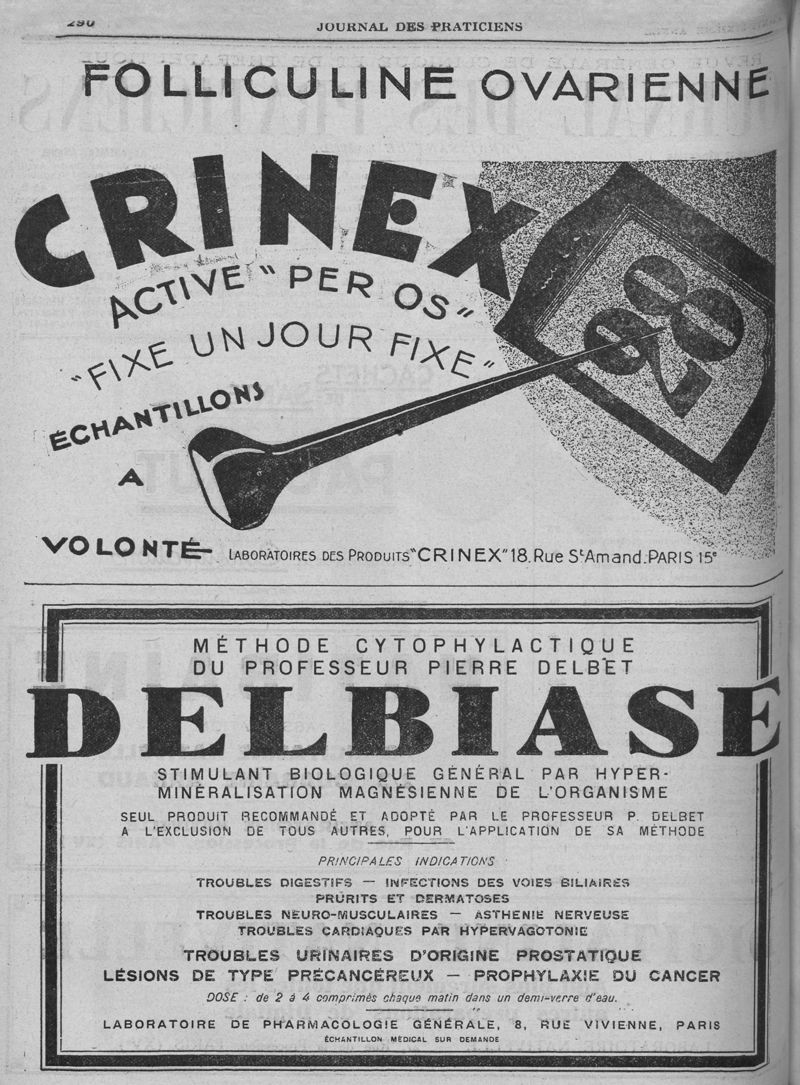 290
JOURNAL DES PRATICIENS
FOLLICULINE OVARIENNE
CRINEX
ACTIVE "PER OS"
"FIXE UN JOUR FIXE"
28
ÉCHANTILLONS
A
VOLONTÉ
LABORATOIRES DES PRODUITS "CRINEX" 18. Rue St Amand. PARIS 15e
MÉTHODE CYTOPHYLACTIQUE
DU PROFESSEUR PIERRE DELBET
DELBIASE
STIMULANT BIOLOGIQUE GÉNÉRAL PAR HYPER-
MINÉRALISATION MAGNÉSIENNE DE L'ORGANISME
SEUL PRODUIT RECOMMANDÉ ET ADOPTÉ PAR LE PROFESSEUR P. DELBET
A L'EXCLUSION DE TOUS AUTRES, POUR L'APPLICATION DE SA MÉTHODE
PRINCIPALES INDICATIONS :
TROUBLES DIGESTIFS — INFECTIONS DES VOIES BILIAIRES
PRURITS ET DERMATOSES
TROUBLES NEURO-MUSCULAIRES — ASTHENIE NERVEUSE
TROUBLES CARDIAQUES PAR HYPERVAGOTONIE
TROUBLES URINAIRES D'ORIGINE PROSTATIQUE
LÉSIONS DE TYPE PRÉCANCÉREUX — PROPHYLAXIE DU CANCER
DOSE : de 2 à 4 comprimés chaque matin dans un demi-verre d'eau.
LABORATOIRE DE PHARMACOLOGIE GÉNÉRALE, 8, RUE VIVIENNE, PARIS
ÉCHANTILLON MÉDICAL SUR DEMANDE